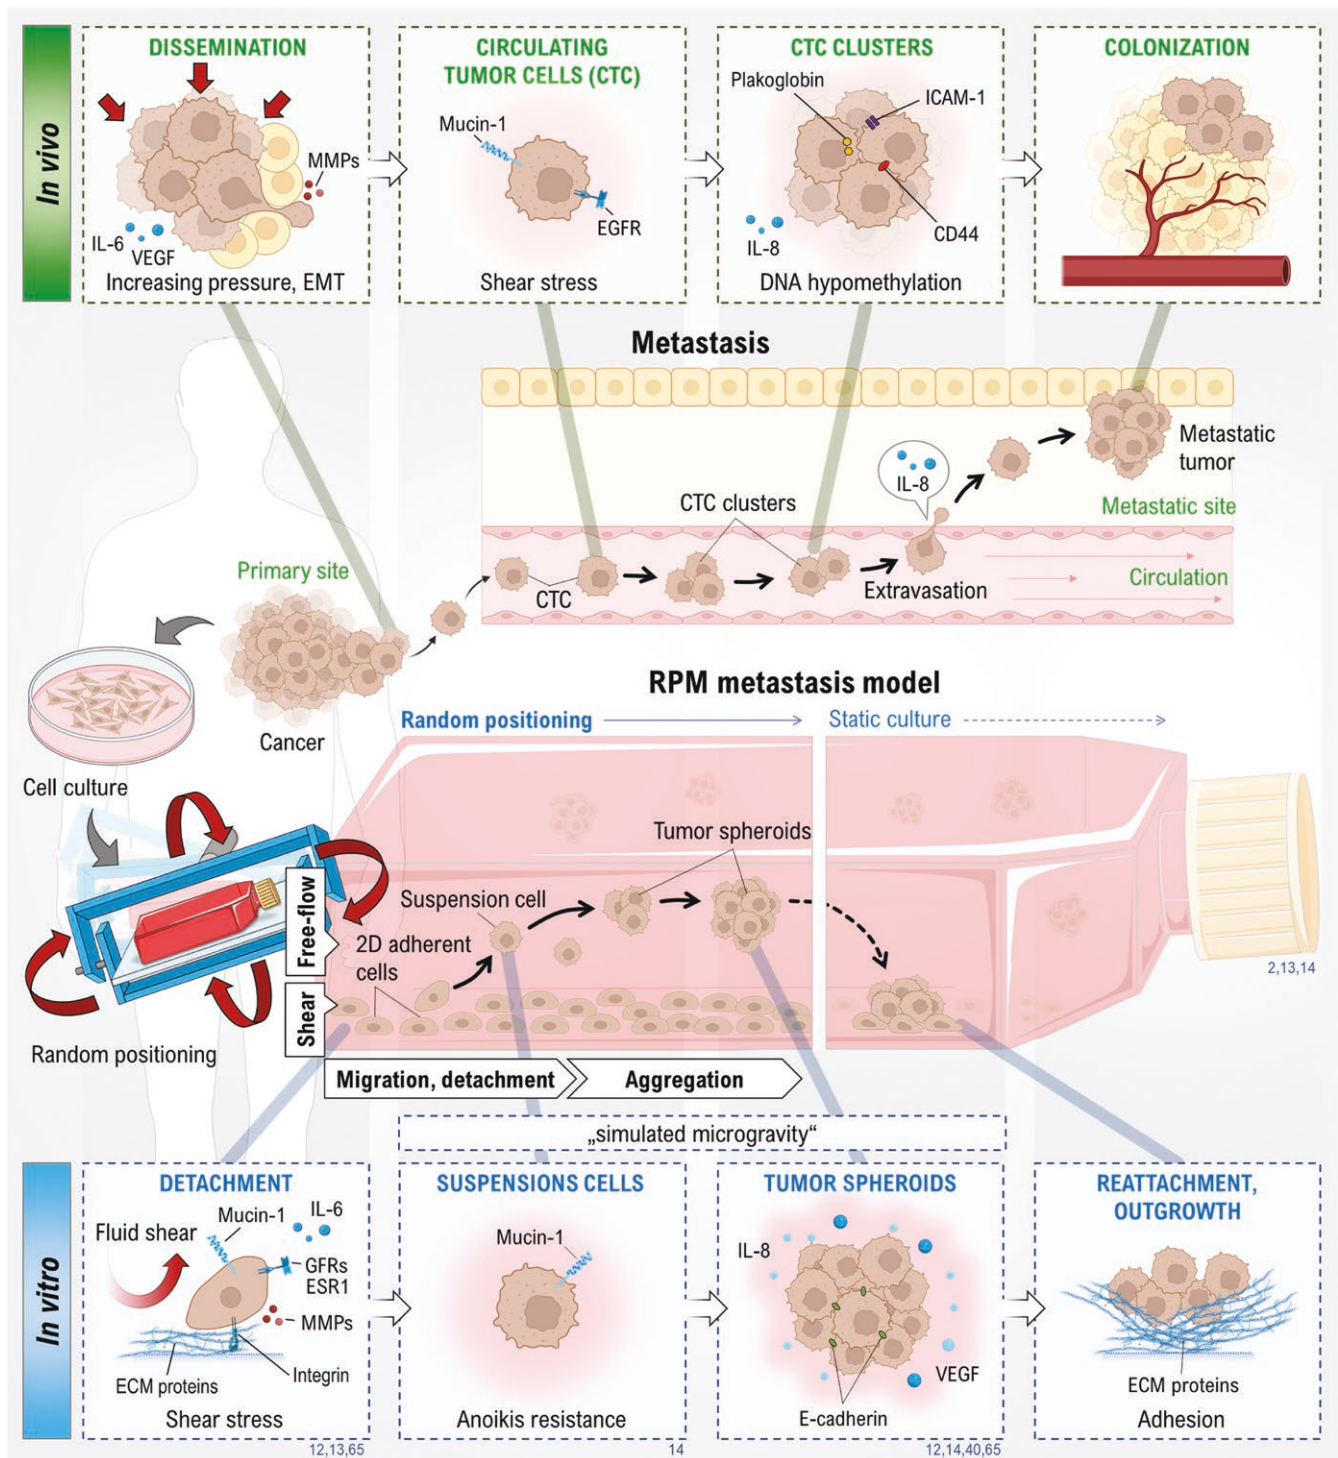 In vivo
DISSEMINATION
MMPs
IL-6
VEGF
Increasing pressure, EMT
CIRCULATING
TUMOR CELLS (CTC)
Mucin-1
EGFR
Shear stress
CTC CLUSTERS
Plakoglobin
ICAM-1
IL-8
CD44
DNA hypomethylation
COLONIZATION
Metastasis
Metastatic
tumor
IL-8
Metastatic site
CTC clusters
Primary site
CTC
Extravasation
Circulation
Cancer
Cell culture
RPM metastasis model
Random positioning
Static culture
Tumor spheroids
Suspension cell
2D adherent
cells
Free-flow
Shear
2,13,14
Random positioning
Migration, detachment
Aggregation
„simulated microgravity“
In vitro
DETACHMENT
Mucin-1
IL-6
Fluid shear
GFRs
ESR1
MMPs
Integrin
ECM proteins
Shear stress
12,13,65
SUSPENSIONS CELLS
Mucin-1
Anoikis resistance
14
TUMOR SPHEROIDS
IL-8
VEGF
E-cadherin
12,14,40,65
REATTACHMENT,
OUTGROWTH
ECM proteins
Adhesion